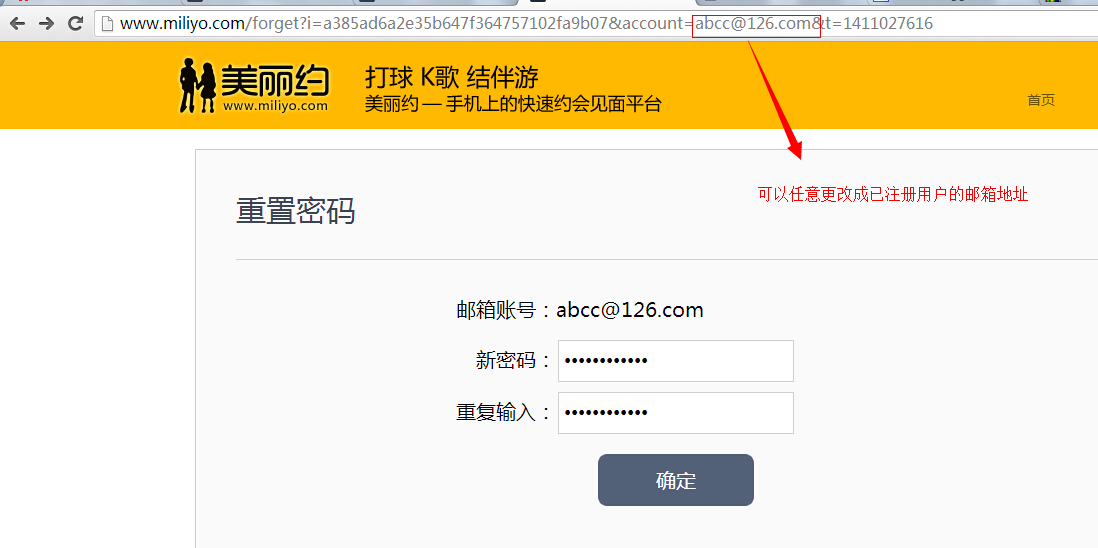 www.miliyo.com/forget?i=a385ad6a2e35b647f364757102fa9b07&account=abcc@126.com&t=1411027616
美丽约
www.miliyo.com
打球 K歌 结伴游
美丽约 — 手机上的快速约会见面平台
首页
可以任意更改成已注册用户的邮箱地址
重置密码
邮箱账号：abcc@126.com
新密码：••••••••••••
重复输入：••••••••••••
确定